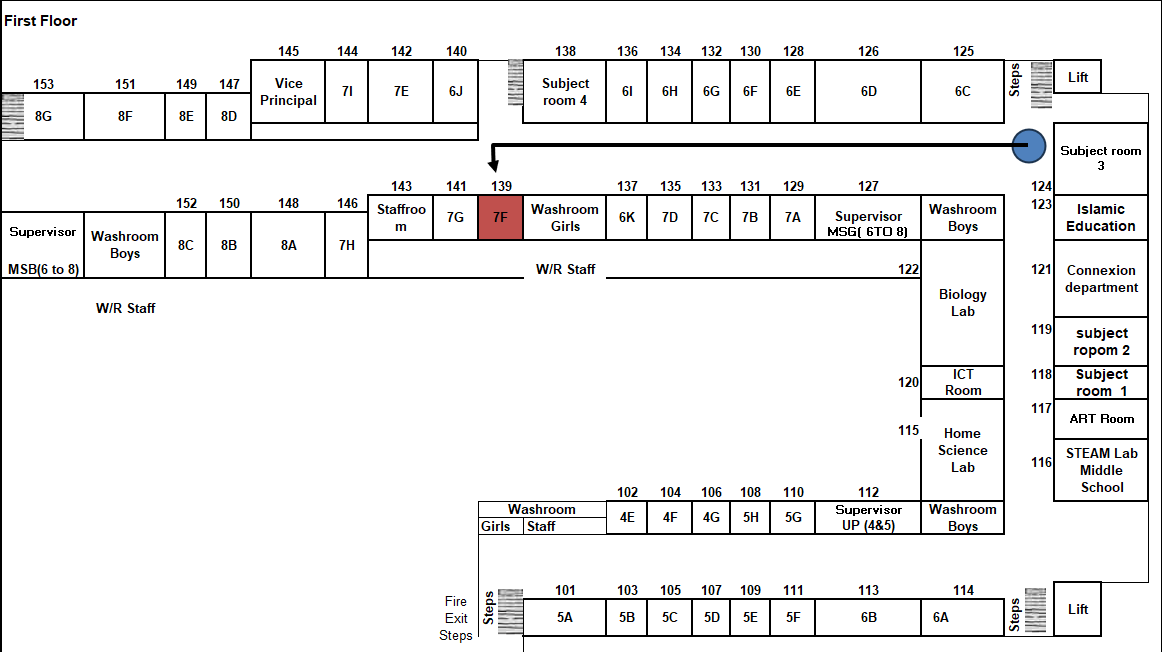 First Floor
145 144 142 140 138 136 134 132 130 128 126 125
153 151 149 147
Vice
Principal
7I 7E 6J
Subject
room 4
6I 6H 6G 6F 6E 6D 6C
Steps
Lift
8G 8F 8E 8D
Subject room
3
124
143 141 139 137 135 133 131 129 127
123
152 150 148 146
Staffroo
m
7G 7F
Washroom
Girls
6K 7D 7C 7B 7A
Supervisor
MSG( 6TO 8)
Washroom
Boys
Islamic
Education
Supervisor
MSB(6 to 8)
Washroom
Boys
8C 8B 8A 7H
W/R Staff
122
121
Connexion
department
Biology
Lab
W/R Staff
119
subject
ropom 2
120
ICT
Room
118
Subject
room 1
117
ART Room
115
Home
Science
Lab
116
STEAM Lab
Middle
School
102 104 106 108 110 112
Washroom
Girls Staff
4E 4F 4G 5H 5G
Supervisor
UP (4&5)
Washroom
Boys
101 103 105 107 109 111 113 114
Fire
Exit
Steps
Steps
5A 5B 5C 5D 5E 5F 6B 6A
Steps
Lift